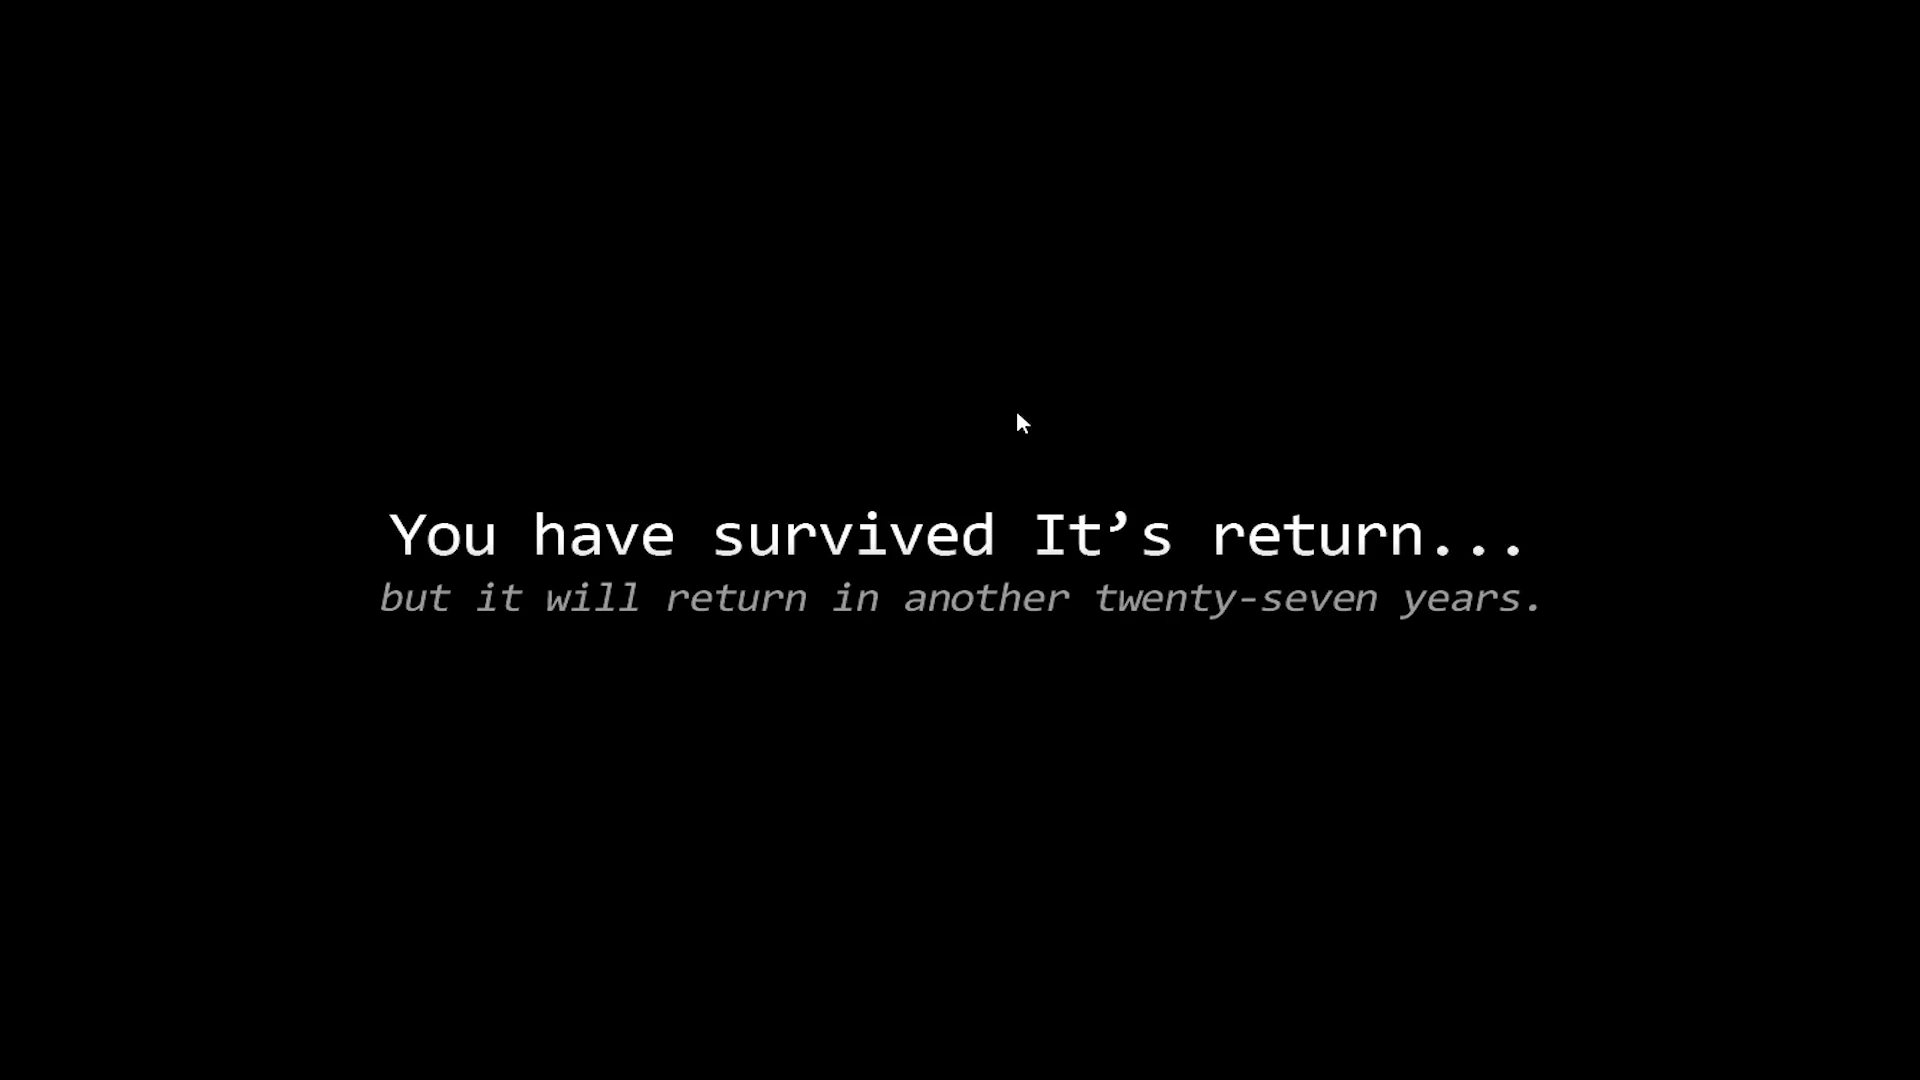 You have survived It’s return...
but it will return in another twenty-seven years.